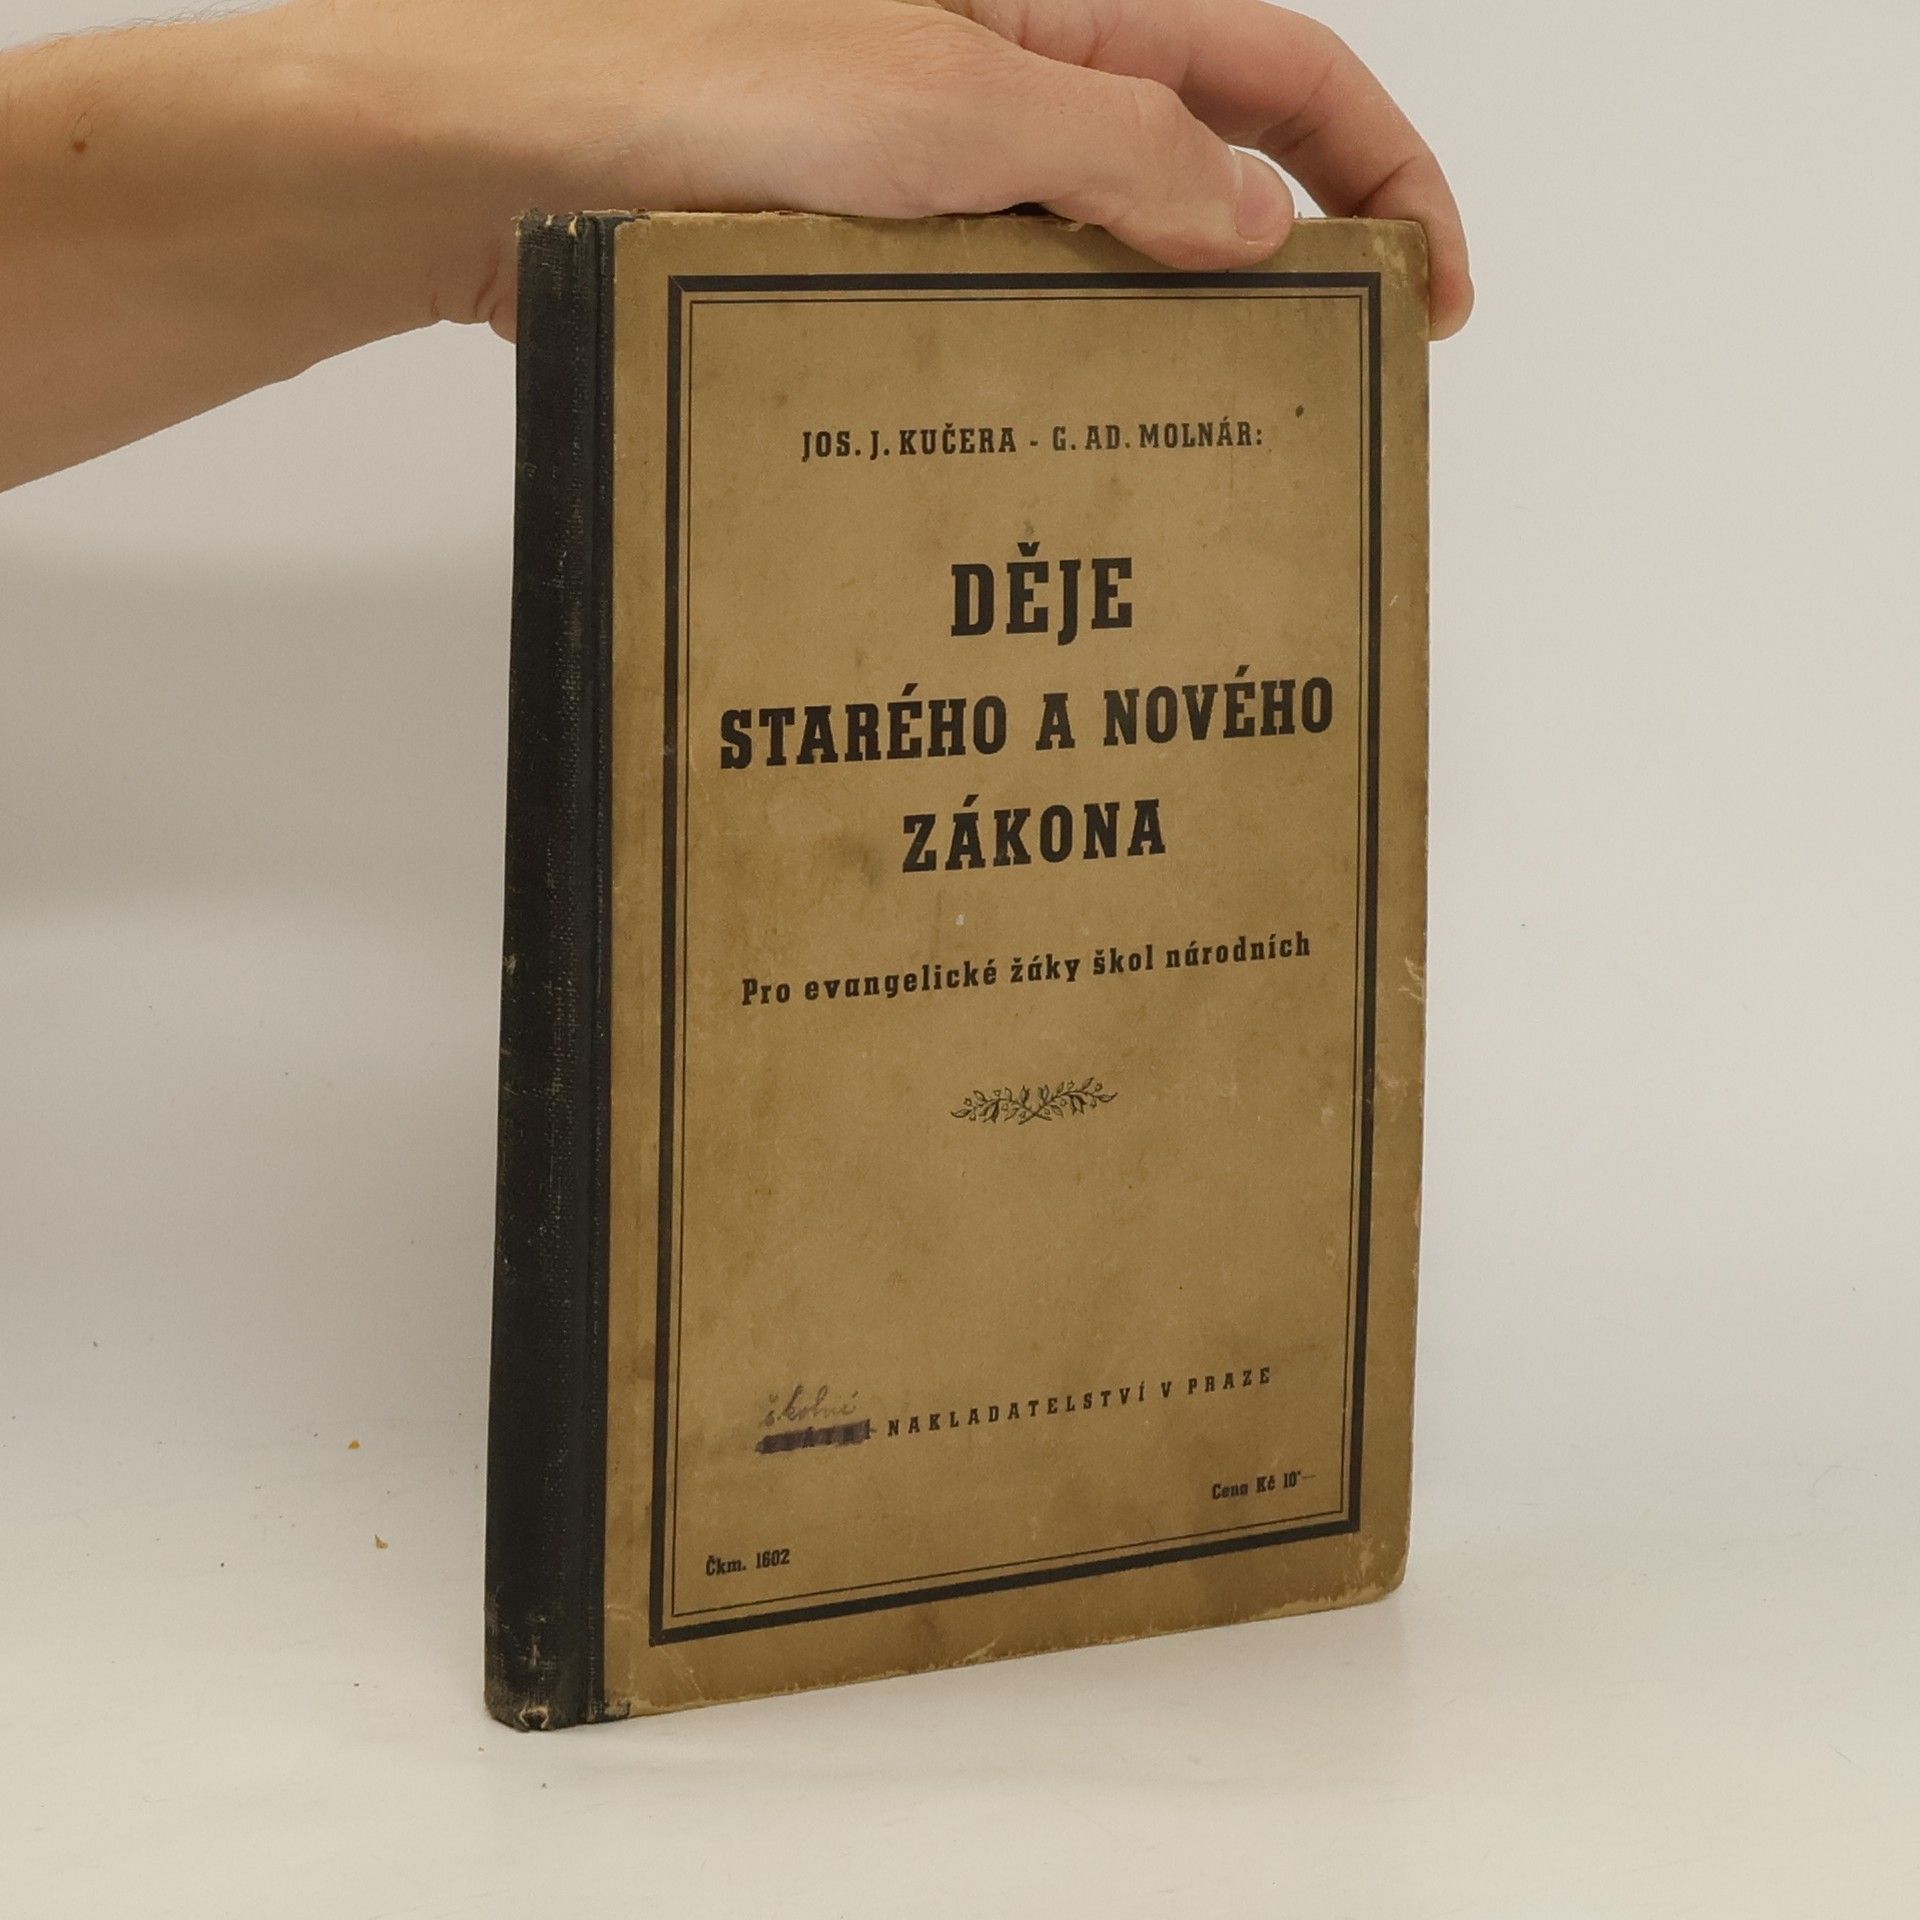 JOS. J. KUČERA - G. AD. MOLNÁR:
DĚJE
STARÉHO A NOVÉHO
ZÁKONA
Pro evangelické žáky škol národních
školní
STÁTNÍ NAKLADATELSTVÍ V PRAZE
Cena Kč 10·—
Čkm. 1602